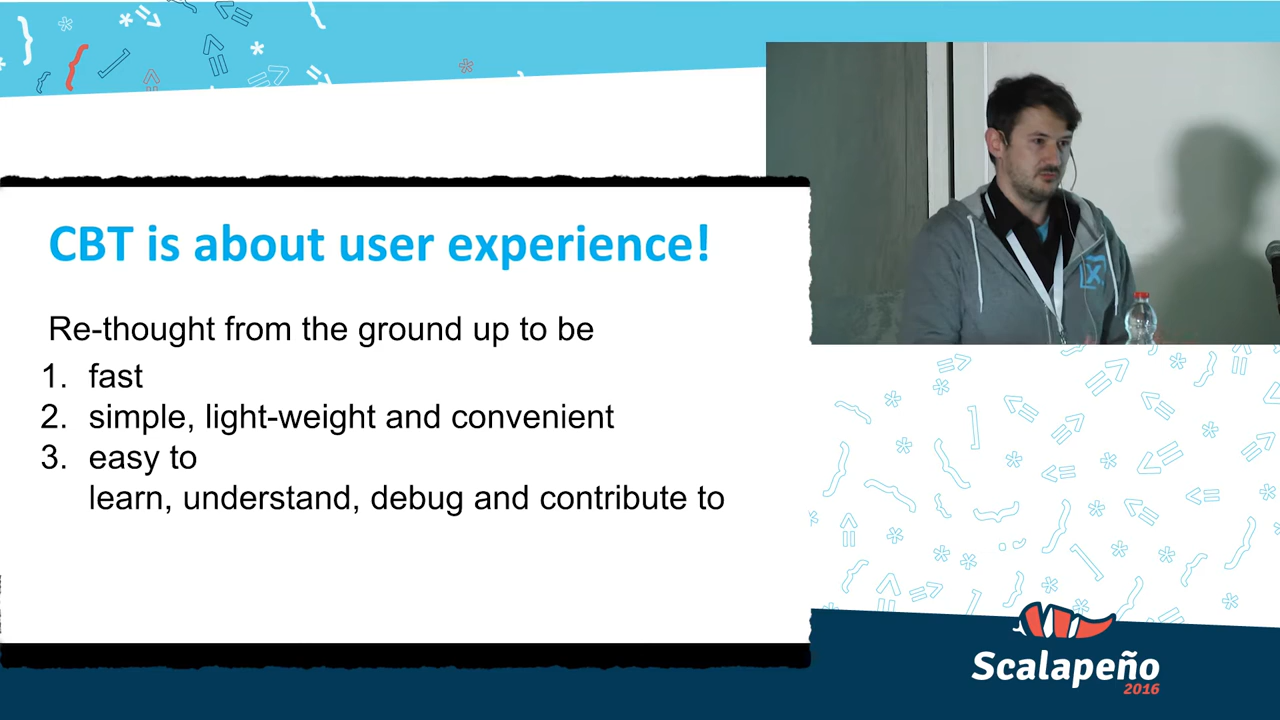 CBT is about user experience!
Re-thought from the ground up to be
1. fast
2. simple, light-weight and convenient
3. easy to
learn, understand, debug and contribute to
X
Scalapeño
2016